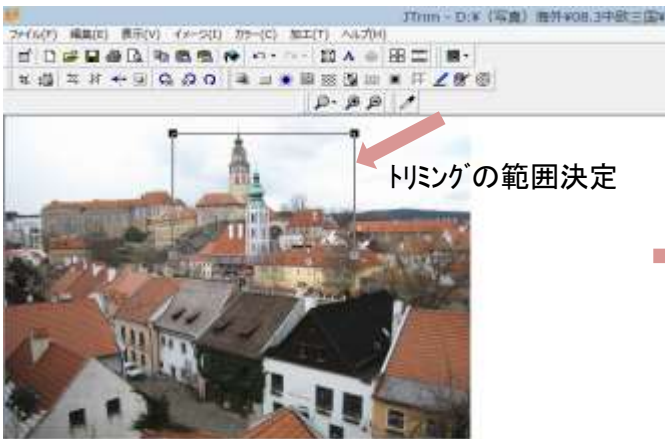 JTrim - D:¥ (写真) 海外¥08.3中欧三国
ファイル(F) 編集(E) 表示(V) イメージ(I) カラー(C) 加工(T) ヘルプ(H)
ﾄﾘﾐﾝｸﾞの範囲決定